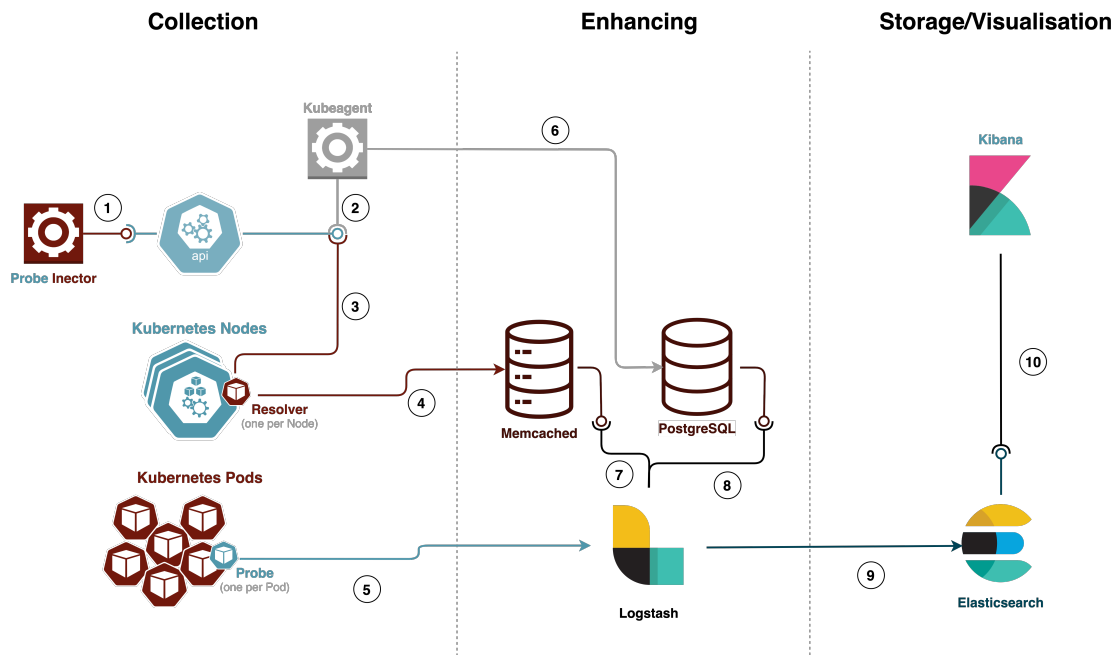 Collection
Enhancing
Storage/Visualisation
Kubeagent
6
Kibana
1
2
api
Probe Inector
3
Kubernetes Nodes
10
Resolver
(one per Node)
4
Memcached
PostgreSQL
Kubernetes Pods
7
8
Probe
(one per Pod)
5
9
Logstash
Elasticsearch